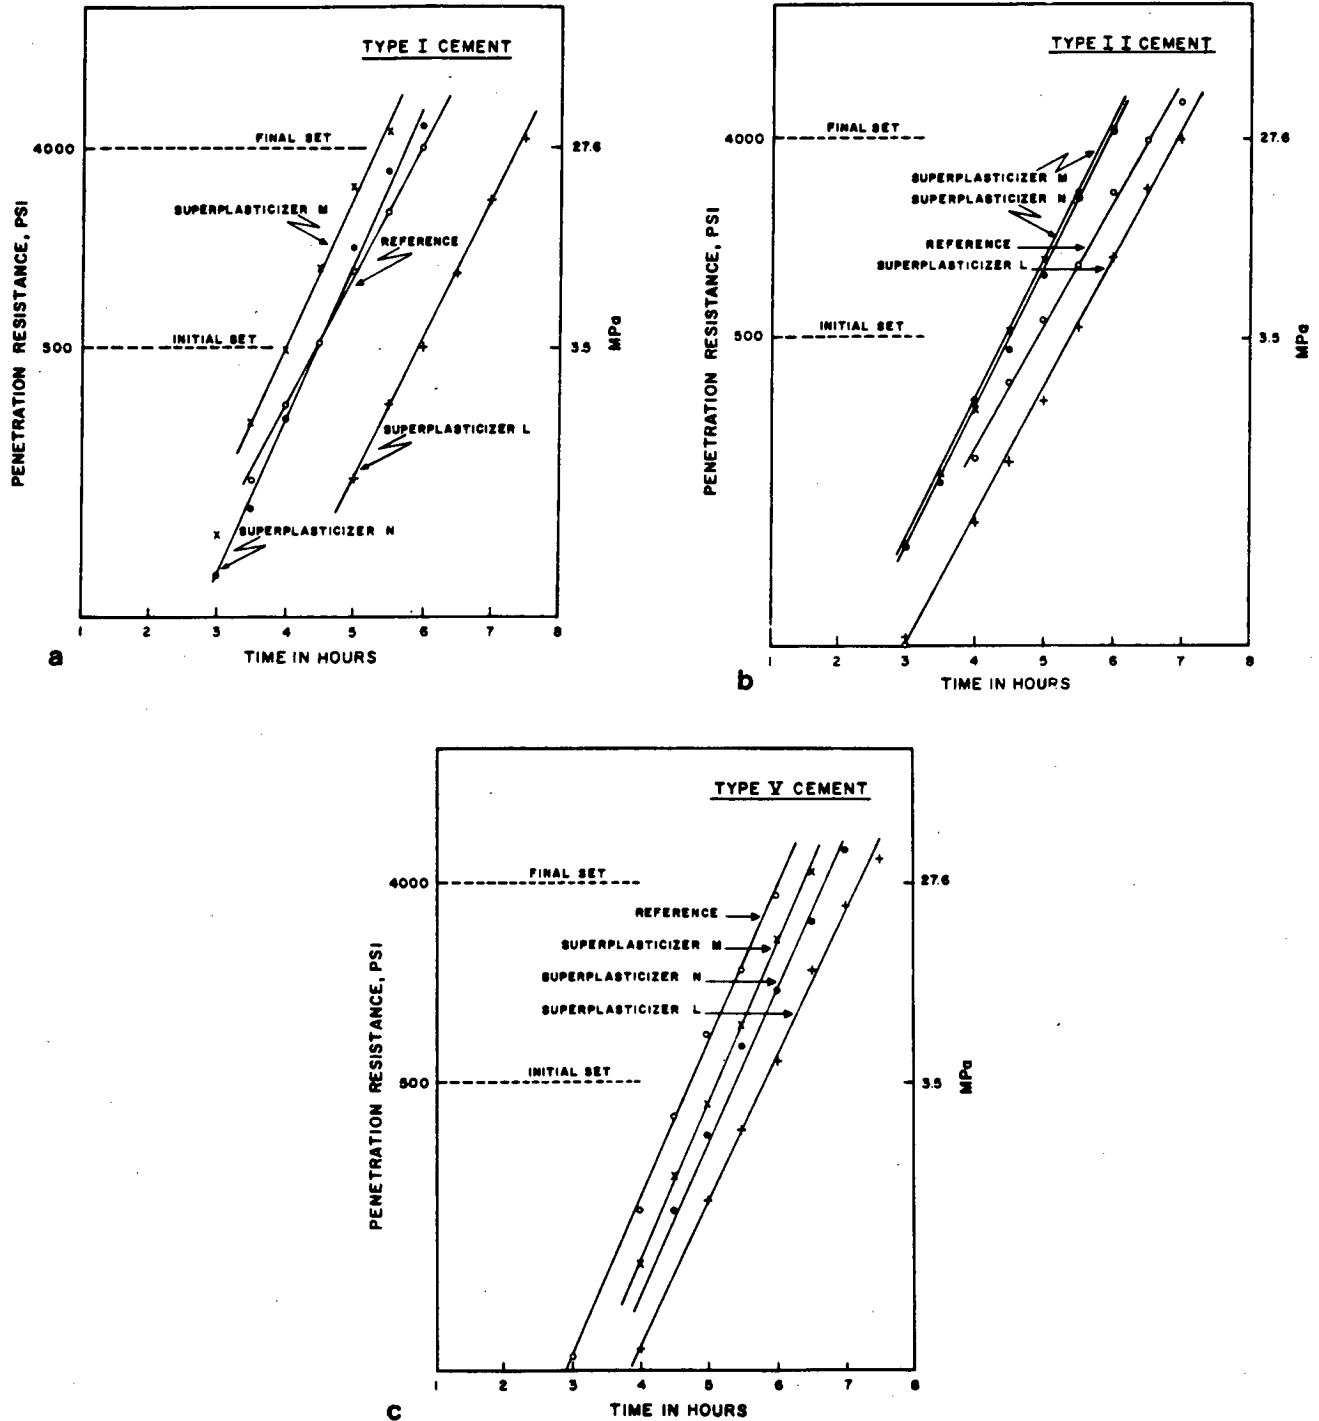 TYPE I CEMENT
FINAL SET
4000
27.6
SUPERPLASTICIZER M
REFERENCE
INITIAL SET
500
3.5
PENETRATION RESISTANCE, PSI
MPa
SUPERPLASTICIZER L
SUPERPLASTICIZER N
1 2 3 4 5 6 7 8
TIME IN HOURS
a
TYPE II CEMENT
FINAL SET
4000
27.6
SUPERPLASTICIZER M
SUPERPLASTICIZER N
REFERENCE
SUPERPLASTICIZER L
INITIAL SET
500
3.5
PENETRATION RESISTANCE, PSI
MPa
1 2 3 4 5 6 7 8
TIME IN HOURS
b
TYPE V CEMENT
FINAL SET
4000
27.6
REFERENCE
SUPERPLASTICIZER M
SUPERPLASTICIZER N
SUPERPLASTICIZER L
INITIAL SET
500
3.5
PENETRATION RESISTANCE, PSI
MPa
1 2 3 4 5 6 7 8
TIME IN HOURS
c